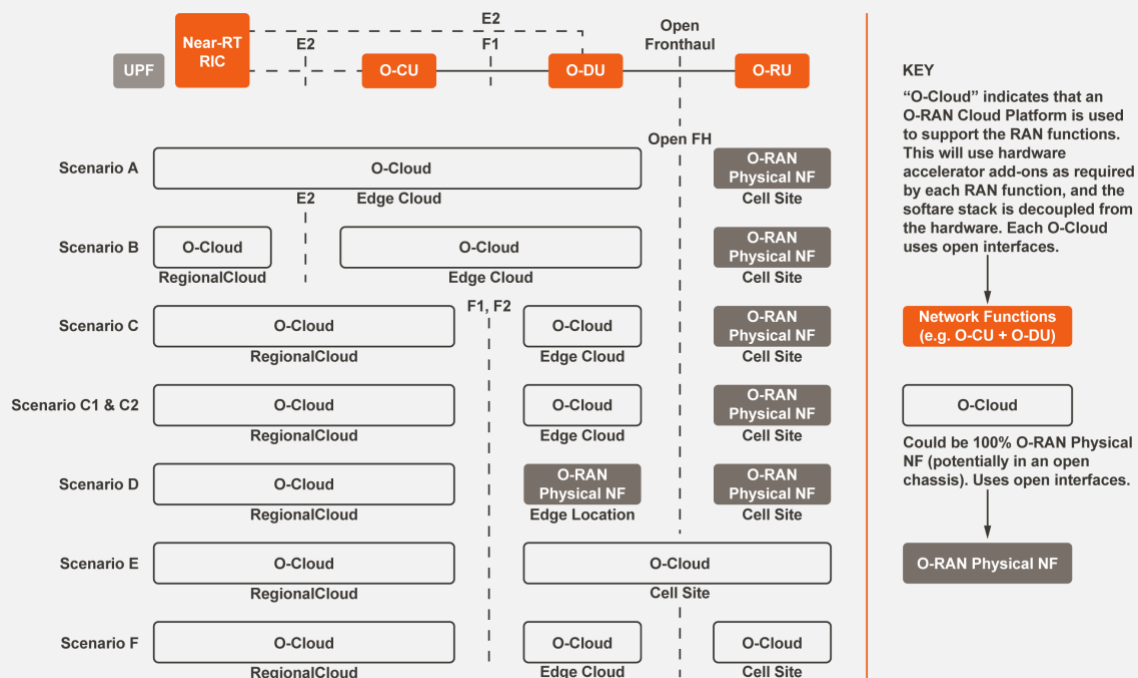 E2
Open
Fronthaul
Near-RT
RIC
E2
F1
UPF
O-CU
O-DU
O-RU
Open FH
Scenario A
O-Cloud
Edge Cloud
O-RAN
Physical NF
Cell Site
E2
Scenario B
O-Cloud
RegionalCloud
O-Cloud
Edge Cloud
O-RAN
Physical NF
Cell Site
F1, F2
Scenario C
O-Cloud
RegionalCloud
O-Cloud
Edge Cloud
O-RAN
Physical NF
Cell Site
Scenario C1 & C2
O-Cloud
RegionalCloud
O-Cloud
Edge Cloud
O-RAN
Physical NF
Cell Site
Scenario D
O-Cloud
RegionalCloud
O-RAN
Physical NF
Edge Location
O-RAN
Physical NF
Cell Site
Scenario E
O-Cloud
RegionalCloud
O-Cloud
Cell Site
Scenario F
O-Cloud
RegionalCloud
O-Cloud
Edge Cloud
O-Cloud
Cell Site
KEY
“O-Cloud” indicates that an
O-RAN Cloud Platform is used
to support the RAN functions.
This will use hardware
accelerator add-ons as required
by each RAN function, and the
softare stack is decoupled from
the hardware. Each O-Cloud
uses open interfaces.
Network Functions
(e.g. O-CU + O-DU)
O-Cloud
Could be 100% O-RAN Physical
NF (potentially in an open
chassis). Uses open interfaces.
O-RAN Physical NF